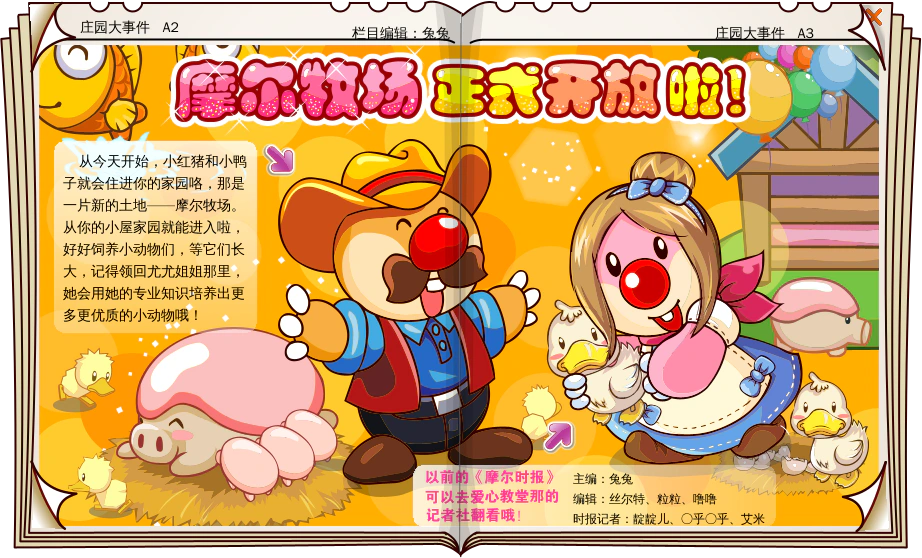 庄园大事件 A2
栏目编辑：兔兔
庄园大事件 A3
摩尔牧场 正式开放啦！
从今天开始，小红猪和小鸭
子就会住进你的家园咯，那是
一片新的土地——摩尔牧场。
从你的小屋家园就能进入啦，
好好饲养小动物们，等它们长
大，记得领回尤尤姐姐那里，
她会用她的专业知识培养出更
多更优质的小动物哦！
以前的《摩尔时报》
可以去爱心教堂那的
记者社翻看哦！
主编：兔兔
编辑：丝尔特、粒粒、噜噜
时报记者：靛靛儿、〇乎〇乎、艾米